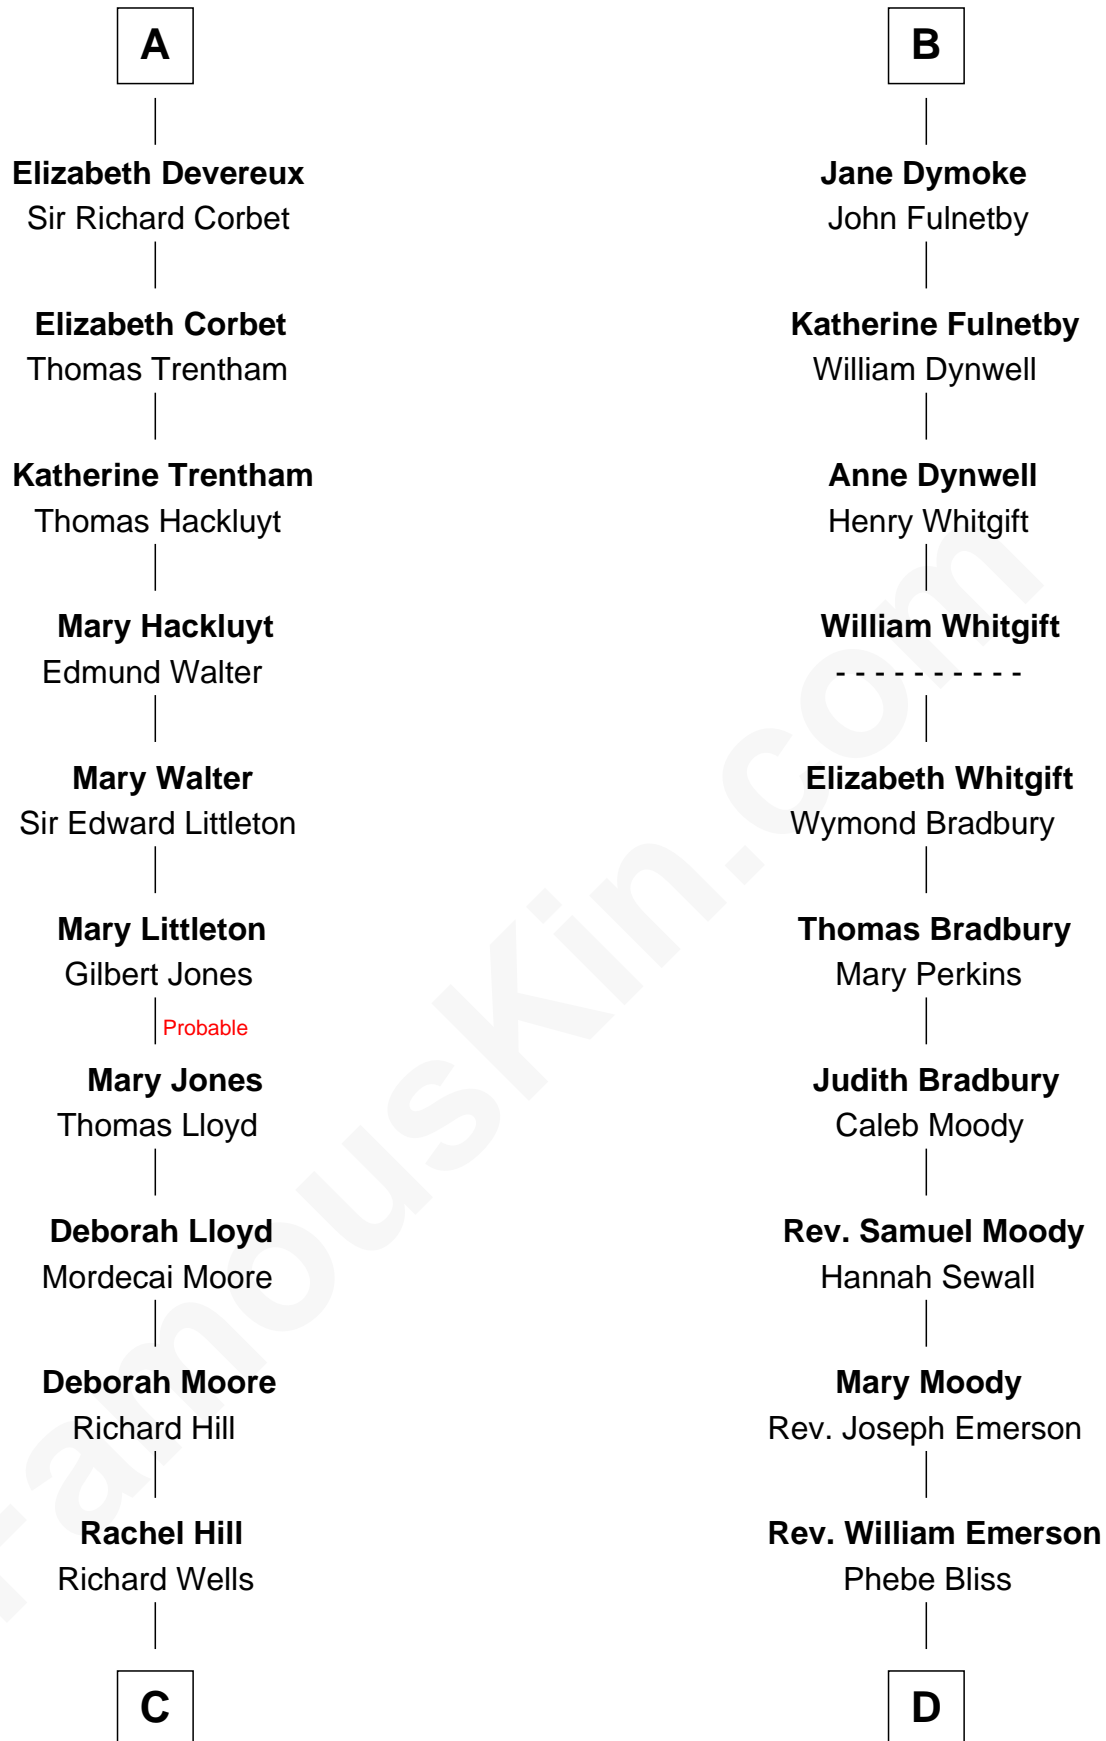 A
Elizabeth Devereux
Sir Richard Corbet
Elizabeth Corbet
Thomas Trentham
Katherine Trentham
Thomas Hackluyt
Mary Hackluyt
Edmund Walter
Mary Walter
Sir Edward Littleton
Mary Littleton
Gilbert Jones
Probable
Mary Jones
Thomas Lloyd
Deborah Lloyd
Mordecai Moore
Deborah Moore
Richard Hill
Rachel Hill
Richard Wells
C
B
Jane Dymoke
John Fulnetby
Katherine Fulnetby
William Dynwell
Anne Dynwell
Henry Whitgift
William Whitgift
- - - - - - - - - -
Elizabeth Whitgift
Wymond Bradbury
Thomas Bradbury
Mary Perkins
Judith Bradbury
Caleb Moody
Rev. Samuel Moody
Hannah Sewall
Mary Moody
Rev. Joseph Emerson
Rev. William Emerson
Phebe Bliss
D
FamousKin.com